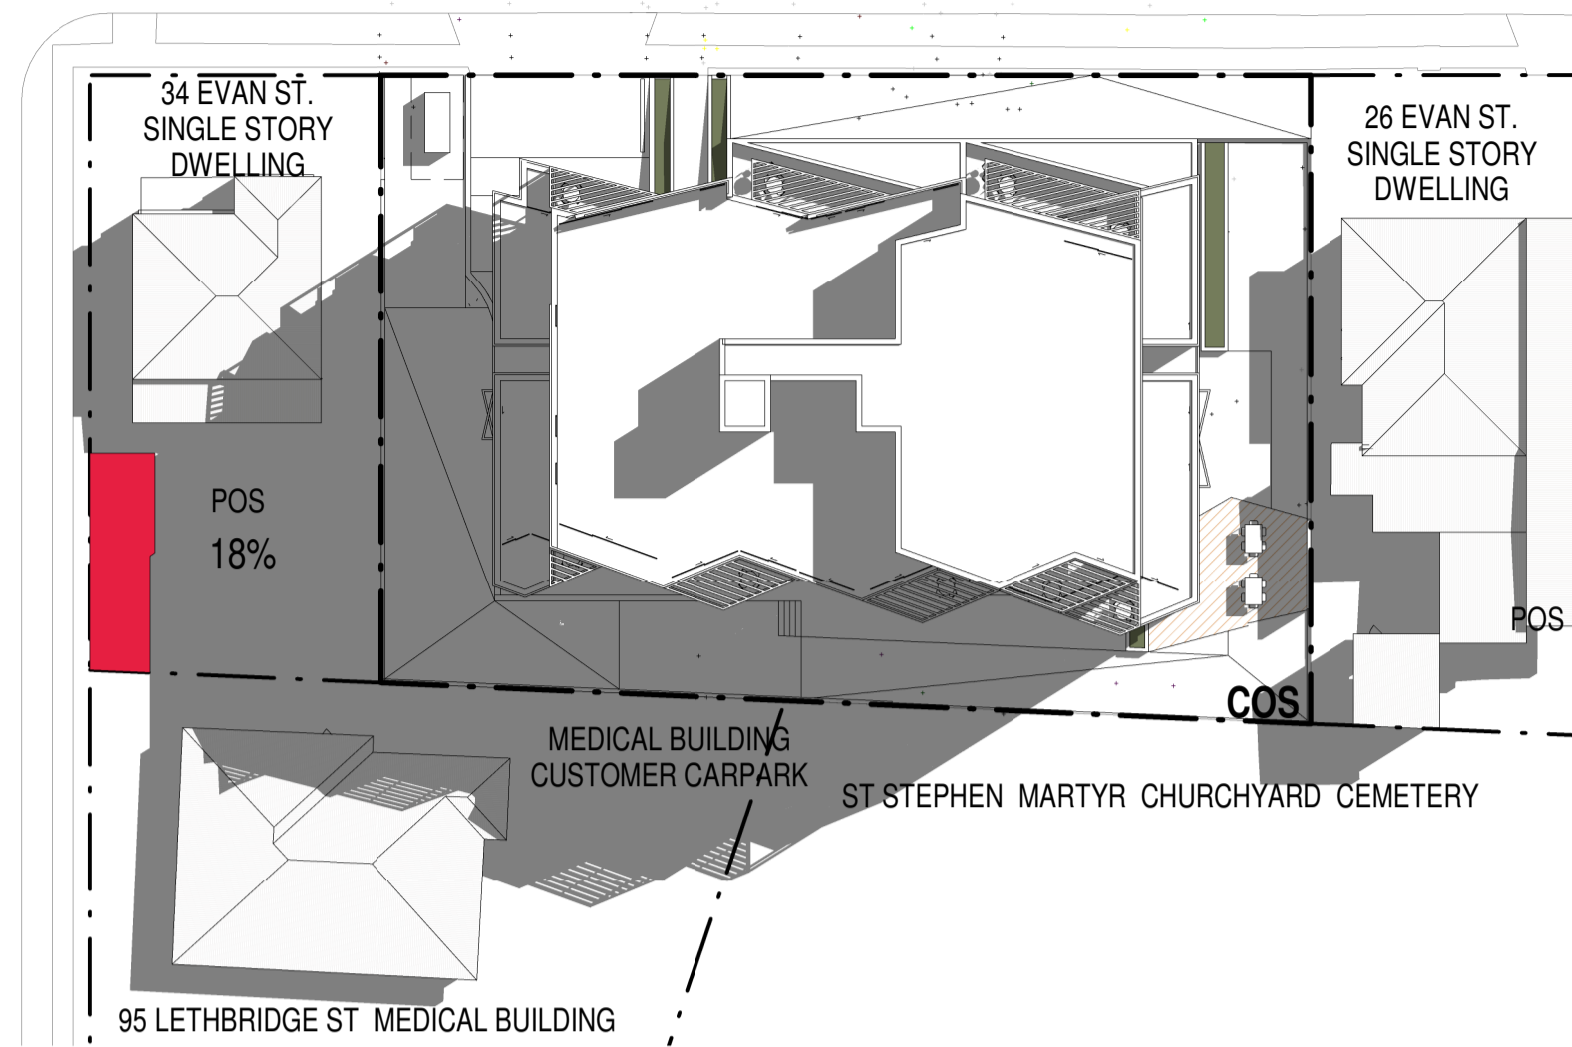 34 EVAN ST.
SINGLE STORY
DWELLING
26 EVAN ST.
SINGLE STORY
DWELLING
POS
18%
POS
COS
MEDICAL BUILDING
CUSTOMER CARPARK
ST STEPHEN MARTYR CHURCHYARD CEMETERY
95 LETHBRIDGE ST MEDICAL BUILDING